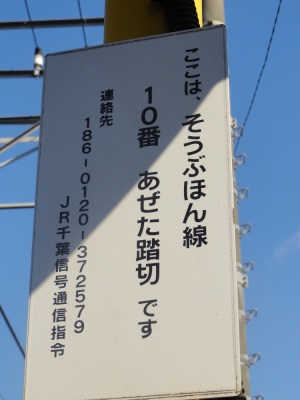 ここは、そうぶほん線
10番 あぜた踏切 です
連絡先
186-0120-372579
JR千葉信号通信指令